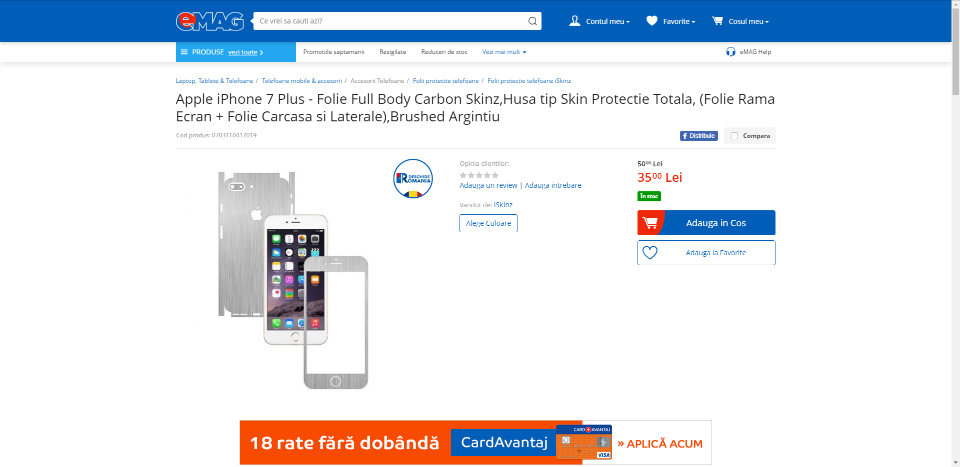 eMAG
Ce vrei sa cauti azi?
Contul meu
Favorite
Cosul meu
PRODUSE vezi toate
Promotiile saptamanii
Resigilate
Reduceri de stoc
Vezi mai mult
eMAG Help
Laptop, Tablete & Telefoane / Telefoane mobile & accesorii / Accesorii Telefoane / Folii protectie telefoane / Folii protectie telefoane iSkinz
Apple iPhone 7 Plus - Folie Full Body Carbon Skinz,Husa tip Skin Protectie Totala, (Folie Rama
Ecran + Folie Carcasa si Laterale),Brushed Argintiu
Cod produs: 0703110417019
Distribuie
Compara
DESCHIDE
ROMANIA
Opinia clientilor:
Adauga un review | Adauga intrebare
Vandut de: iSkinz
Alege Culoare
50⁰⁰ Lei
35⁰⁰ Lei
In stoc
Adauga in Cos
Adauga la Favorite
18 rate fără dobândă
CardAvantaj
CARD AVANTAJ
VISA
» APLICĂ ACUM